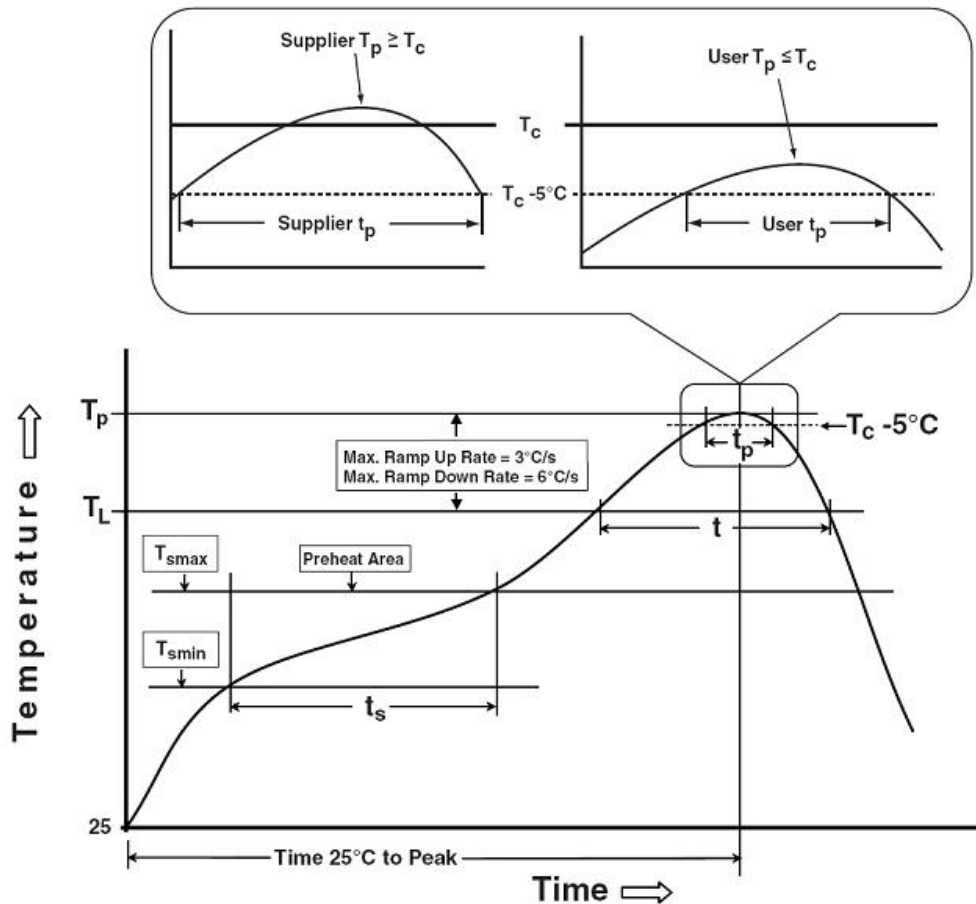 Supplier Tp ≥ Tc
User Tp ≤ Tc
Tc
Tc -5°C
Supplier tp
User tp
Tp
Tc -5°C
tp
Max. Ramp Up Rate = 3°C/s
Max. Ramp Down Rate = 6°C/s
TL
t
Tsmax
Preheat Area
Tsmin
ts
Temperature
25
Time 25°C to Peak
Time